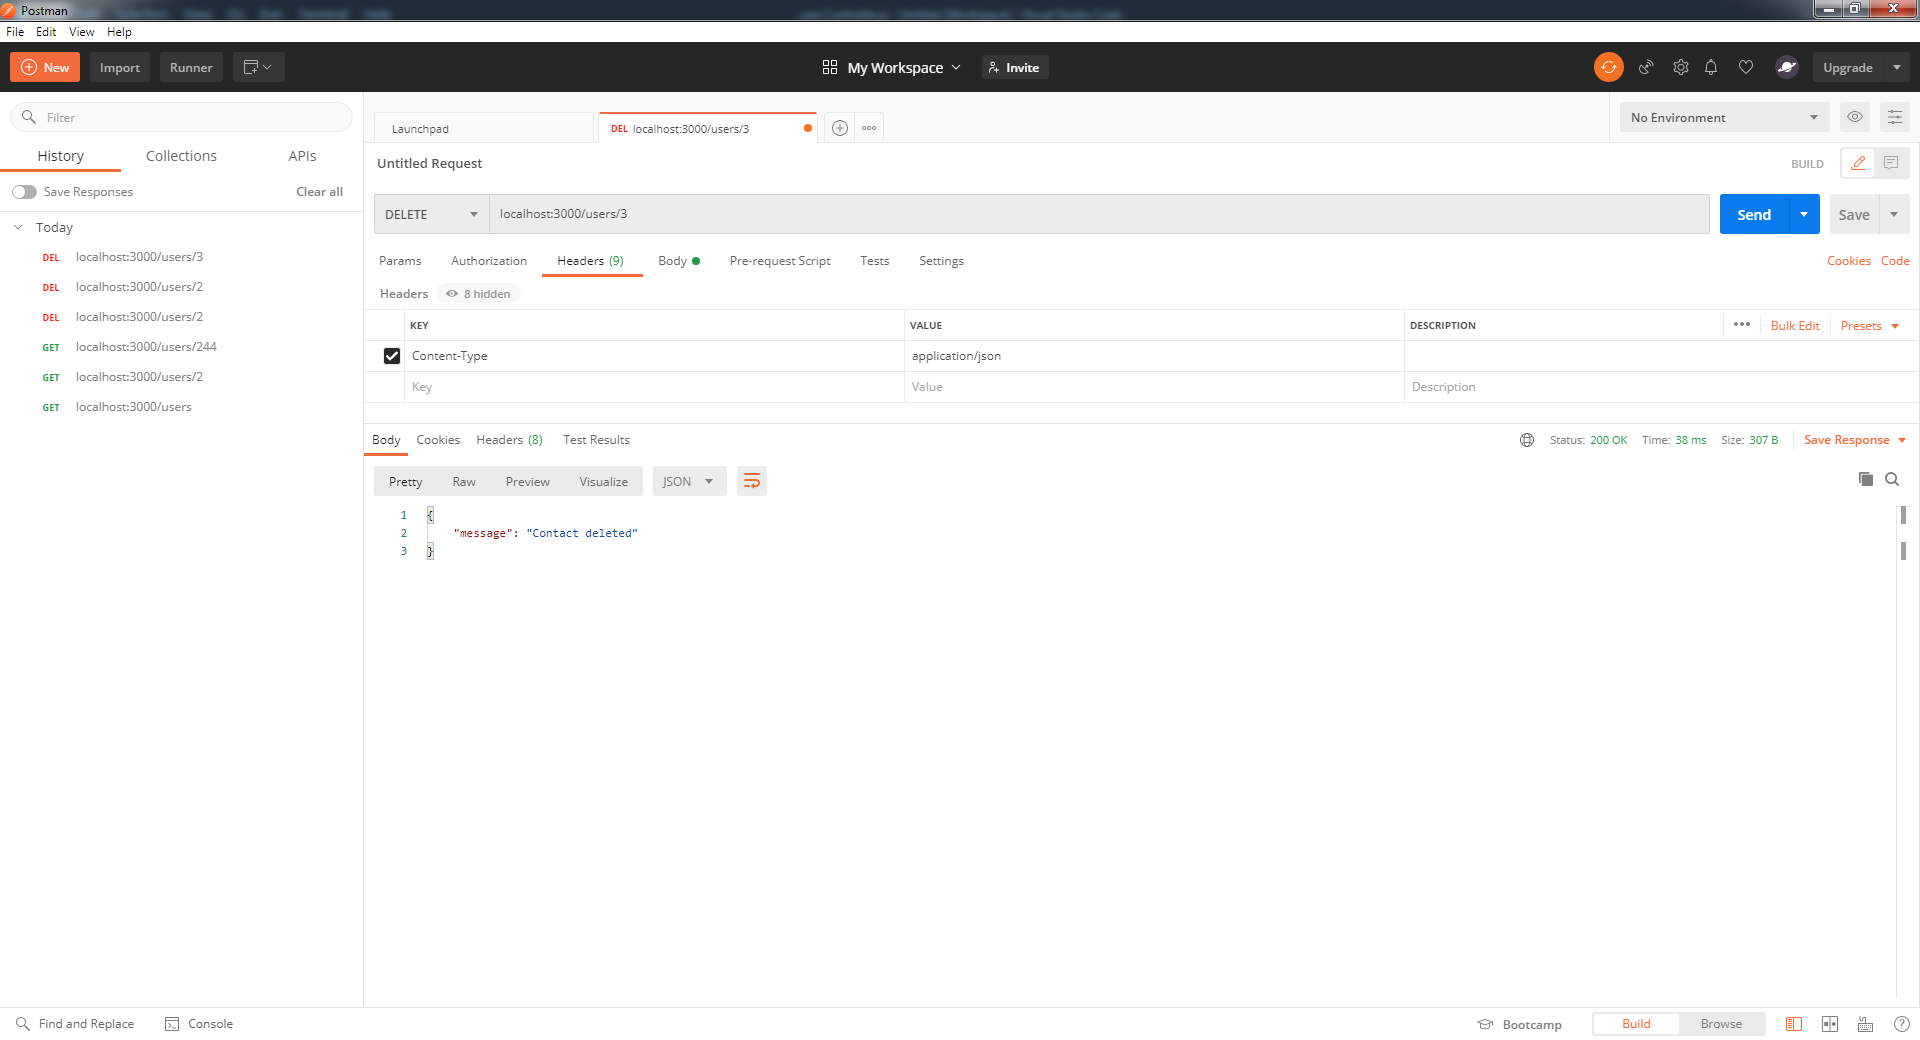 Postman
File Edit View Help
New Import Runner My Workspace Invite Upgrade
Filter
History Collections APIs
Save Responses Clear all
Today
DEL localhost:3000/users/3
DEL localhost:3000/users/2
DEL localhost:3000/users/2
GET localhost:3000/users/244
GET localhost:3000/users/2
GET localhost:3000/users
Launchpad DEL localhost:3000/users/3 No Environment
Untitled Request BUILD
DELETE localhost:3000/users/3 Send Save
Params Authorization Headers (9) Body Pre-request Script Tests Settings Cookies Code
Headers 8 hidden
KEY VALUE DESCRIPTION Bulk Edit Presets
Content-Type application/json
Key Value Description
Body Cookies Headers (8) Test Results Status: 200 OK Time: 38 ms Size: 307 B Save Response
Pretty Raw Preview Visualize JSON
1 {
2 "message": "Contact deleted"
3 }
Find and Replace Console Bootcamp Build Browse